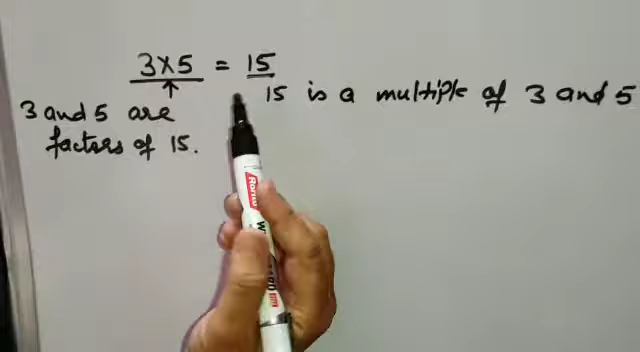 3×5 = 15
15 is a multiple of 3 and 5
3 and 5 are
factors of 15.